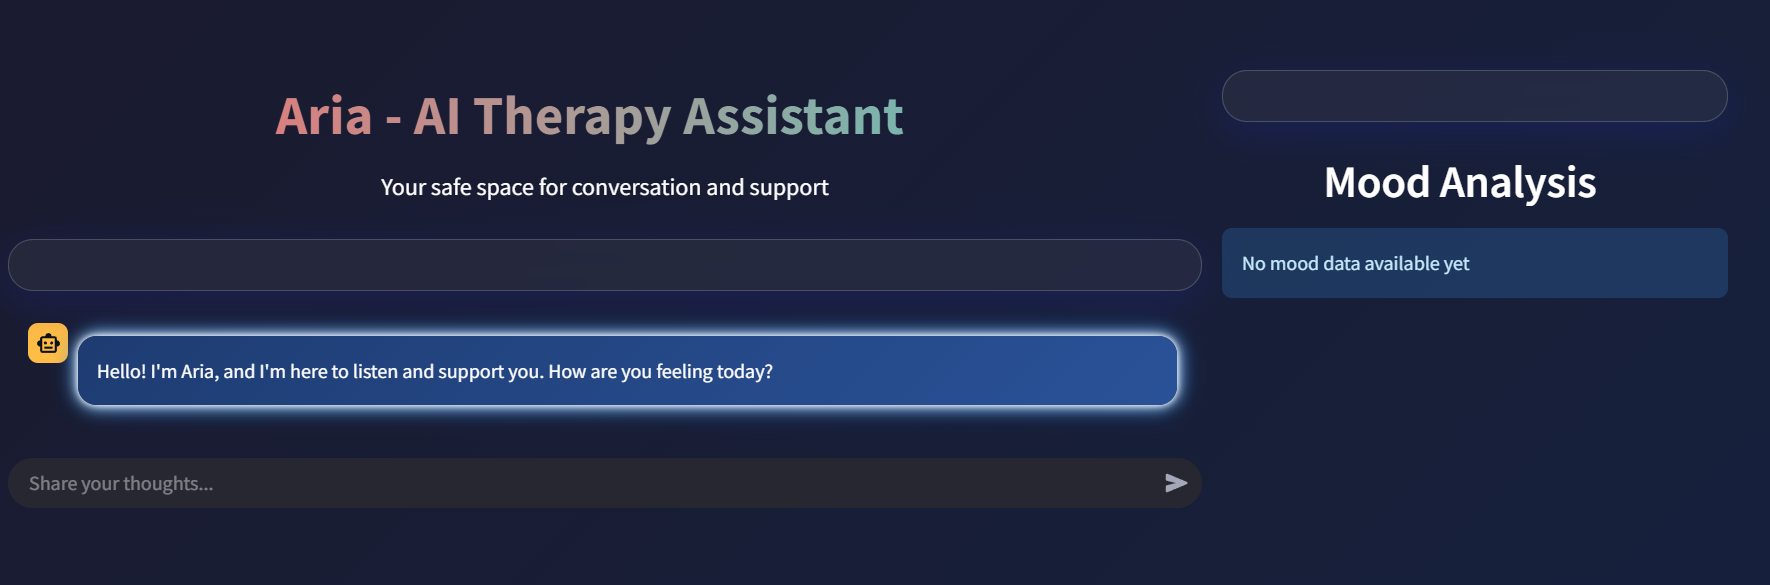 Aria - AI Therapy Assistant
Your safe space for conversation and support
Hello! I'm Aria, and I'm here to listen and support you. How are you feeling today?
Share your thoughts...
Mood Analysis
No mood data available yet